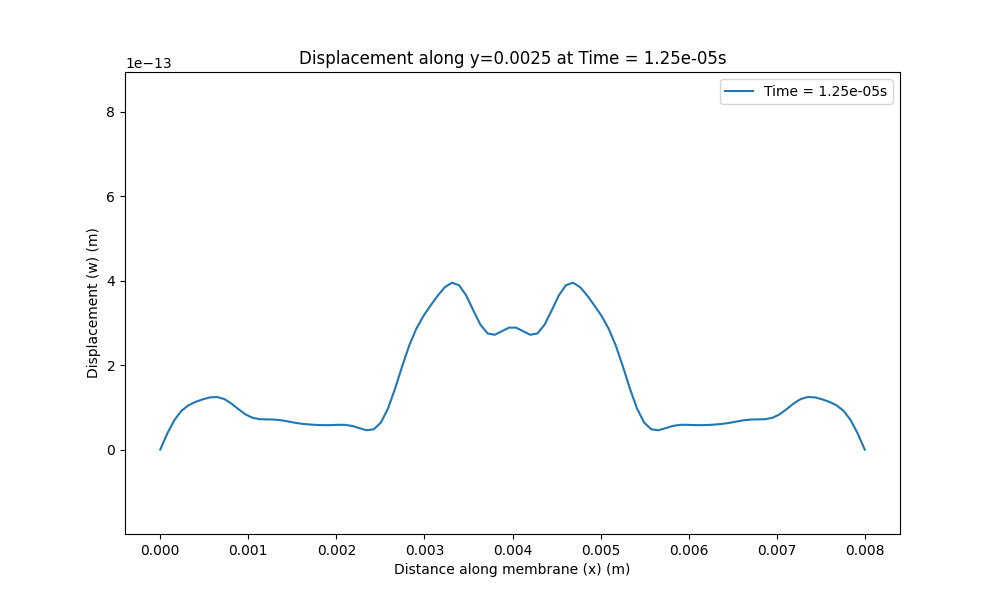 Displacement along y=0.0025 at Time = 1.25e-05s
1e−13
Time = 1.25e-05s
8
6
4
2
0
Displacement (w) (m)
0.000 0.001 0.002 0.003 0.004 0.005 0.006 0.007 0.008
Distance along membrane (x) (m)